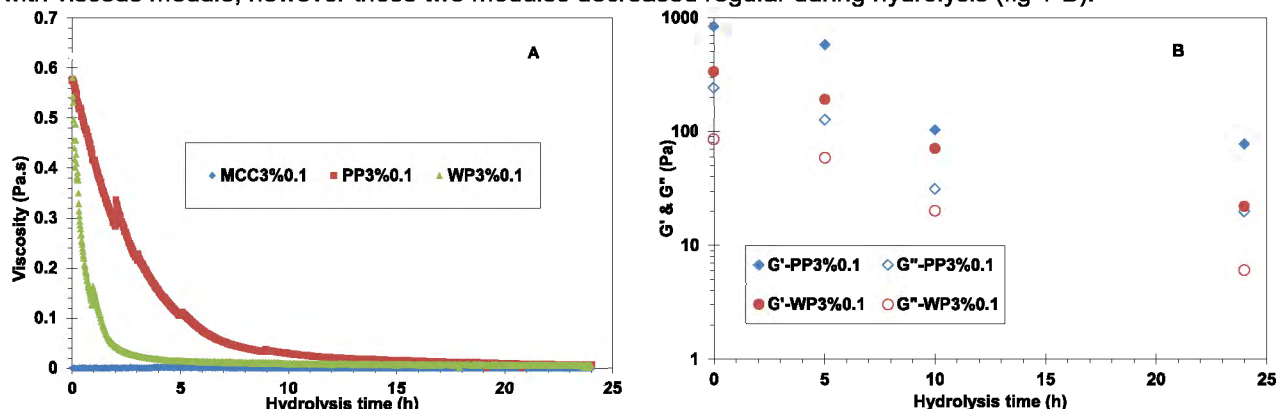 with viscous moduli, however these two modules decreased regular during hydrolysis (fig 4 B).
0.7
0.6
0.5
0.4
0.3
0.2
0.1
0
Viscosity (Pa.s)
A
MCC3%0.1 PP3%0.1 WP3%0.1
0 5 10 15 20 25
Hydrolysis time (h)
1000
100
10
1
G' & G" (Pa)
B
G'-PP3%0.1 G"-PP3%0.1
G'-WP3%0.1 G"-WP3%0.1
0 5 10 15 20 25
Hydrolysis time (h)